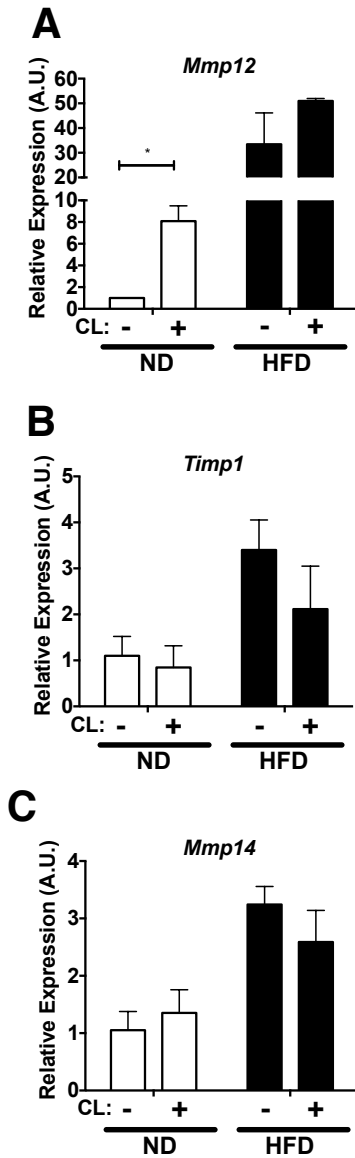 A
Mmp12
Relative Expression (A.U.)
60
50
40
30
20
10
10
8
6
4
2
0
*
CL: - + - +
ND HFD
B
Timp1
Relative Expression (A.U.)
5
4
3
2
1
0
CL: - + - +
ND HFD
C
Mmp14
Relative Expression (A.U.)
4
3
2
1
0
CL: - + - +
ND HFD